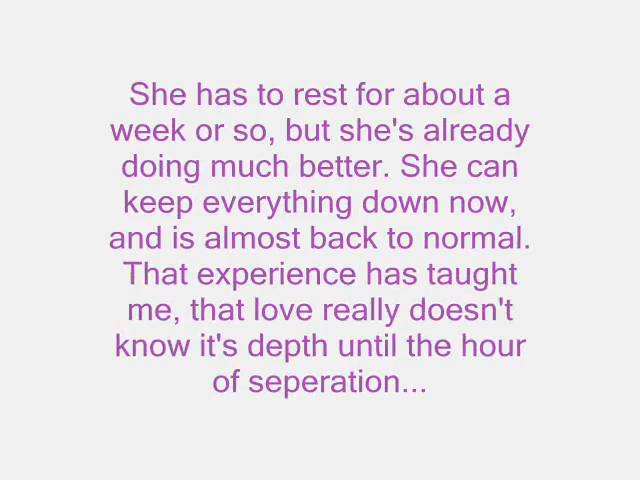 She has to rest for about a
week or so, but she's already
doing much better. She can
keep everything down now,
and is almost back to normal.
That experience has taught
me, that love really doesn't
know it's depth until the hour
of seperation...